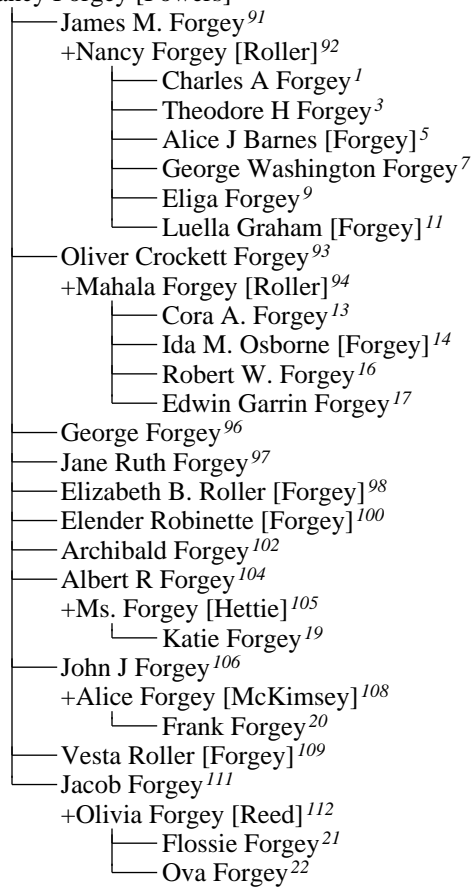 James M. Forgey 91
+Nancy Forgey [Roller] 92
Charles A Forgey 1
Theodore H Forgey 3
Alice J Barnes [Forgey] 5
George Washington Forgey 7
Eliga Forgey 9
Luella Graham [Forgey] 11
Oliver Crockett Forgey 93
+Mahala Forgey [Roller] 94
Cora A. Forgey 13
Ida M. Osborne [Forgey] 14
Robert W. Forgey 16
Edwin Garrin Forgey 17
George Forgey 96
Jane Ruth Forgey 97
Elizabeth B. Roller [Forgey] 98
Elender Robinette [Forgey] 100
Archibald Forgey 102
Albert R Forgey 104
+Ms. Forgey [Hettie] 105
Katie Forgey 19
John J Forgey 106
+Alice Forgey [McKimsey] 108
Frank Forgey 20
Vesta Roller [Forgey] 109
Jacob Forgey 111
+Olivia Forgey [Reed] 112
Flossie Forgey 21
Ova Forgey 22